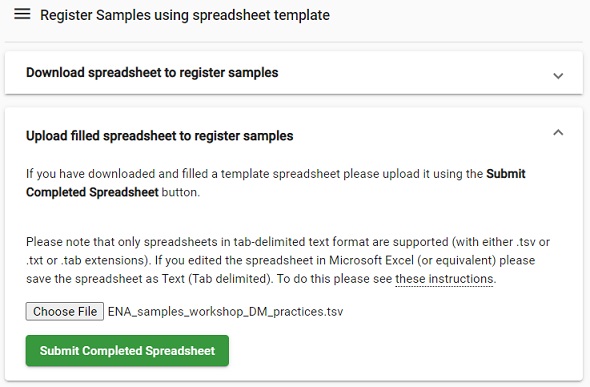 Register Samples using spreadsheet template
Download spreadsheet to register samples
Upload filled spreadsheet to register samples
If you have downloaded and filled a template spreadsheet please upload it using the Submit
Completed Spreadsheet button.
Please note that only spreadsheets in tab-delimited text format are supported (with either .tsv or
.txt or .tab extensions). If you edited the spreadsheet in Microsoft Excel (or equivalent) please
save the spreadsheet as Text (Tab delimited). To do this please see these instructions.
Choose File ENA_samples_workshop_DM_practices.tsv
Submit Completed Spreadsheet